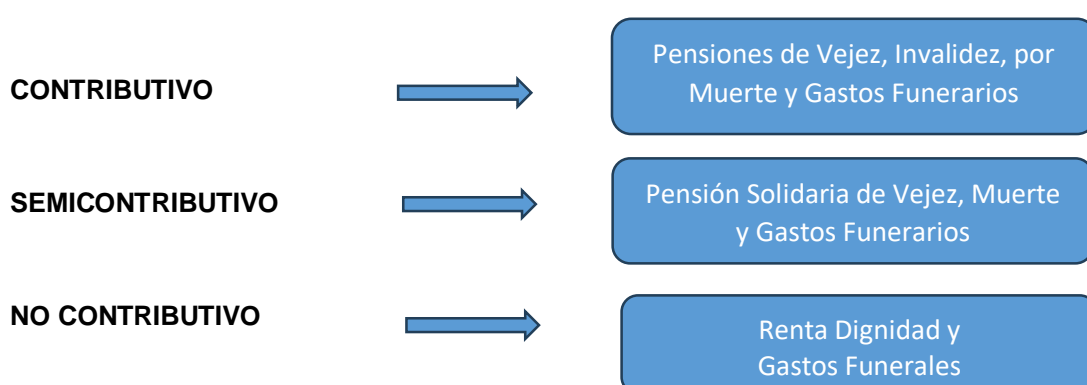 CONTRIBUTIVO
Pensiones de Vejez, Invalidez, por
Muerte y Gastos Funerarios
SEMICONTRIBUTIVO
Pensión Solidaria de Vejez, Muerte
y Gastos Funerarios
NO CONTRIBUTIVO
Renta Dignidad y
Gastos Funerales